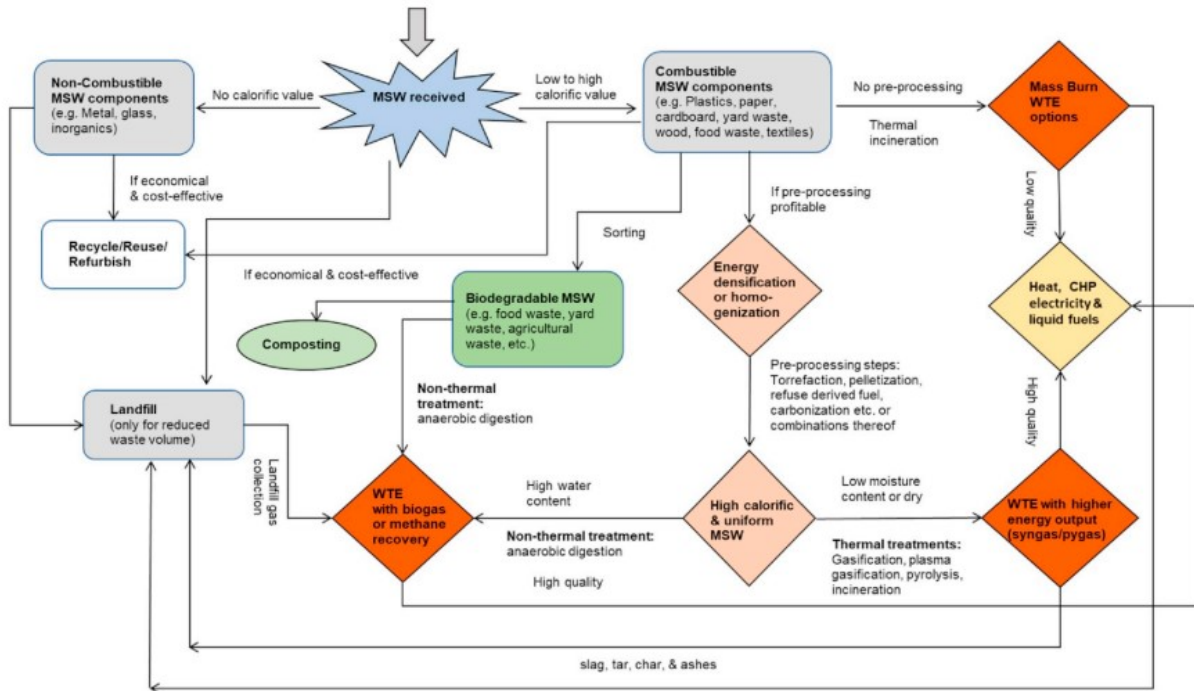 Non-Combustible
MSW components
(e.g. Metal, glass,
inorganics)
No calorific value
MSW received
Low to high
calorific value
Combustible
MSW components
(e.g. Plastics, paper,
cardboard, yard waste,
wood, food waste, textiles)
No pre-processing
Thermal
incineration
Mass Burn
WTE
options
If economical
& cost-effective
Recycle/Reuse/
Refurbish
If economical & cost-effective
Sorting
If pre-processing
profitable
Low quality
Biodegradable MSW
(e.g. food waste, yard
waste, agricultural
waste, etc.)
Composting
Energy
densification
or homo-
genization
Heat, CHP
electricity &
liquid fuels
Non-thermal
treatment:
anaerobic digestion
Pre-processing steps:
Torrefaction, pelletization,
refuse derived fuel,
carbonization etc. or
combinations thereof
High quality
Landfill
(only for reduced
waste volume)
Landfill gas
collection
WTE
with biogas
or methane
recovery
High water
content
Non-thermal treatment:
anaerobic digestion
High quality
High calorific
& uniform
MSW
Low moisture
content or dry
Thermal treatments:
Gasification, plasma
gasification, pyrolysis,
incineration
WTE with higher
energy output
(syngas/pygas)
slag, tar, char, & ashes